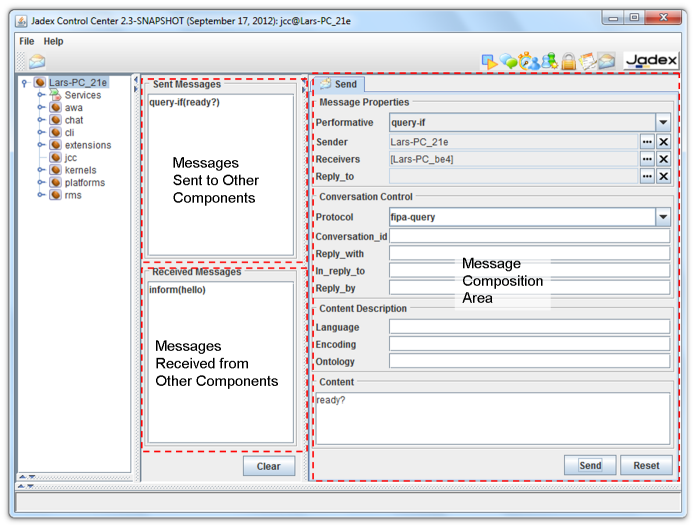 Jadex Control Center 2.3-SNAPSHOT (September 17, 2012): jcc@Lars-PC_21e
File Help
Jadex
Lars-PC_21e
Services
awa
chat
cli
extensions
jcc
kernels
platforms
rms
Sent Messages
query-if(ready?)
Messages
Sent to Other
Components
Received Messages
inform(hello)
Messages
Received from
Other Components
Clear
Send
Message Properties
Performative query-if
Sender Lars-PC_21e ...
Receivers [Lars-PC_be4] ...
Reply_to ...
Conversation Control
Protocol fipa-query
Conversation_id
Reply_with
In_reply_to
Reply_by
Message
Composition
Area
Content Description
Language
Encoding
Ontology
Content
ready?
Send Reset